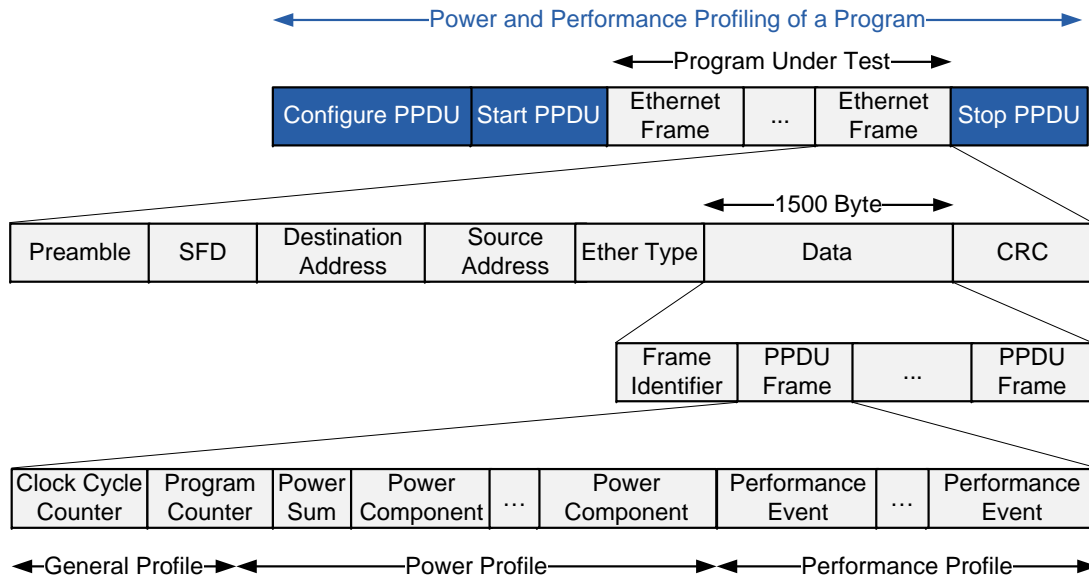 Power and Performance Profiling of a Program
Program Under Test
Configure PPDU Start PPDU Ethernet Frame ... Ethernet Frame Stop PPDU
1500 Byte
Preamble SFD Destination Address Source Address Ether Type Data CRC
Frame Identifier PPDU Frame ... PPDU Frame
Clock Cycle Counter Program Counter Power Sum Power Component ... Power Component Performance Event ... Performance Event
General Profile Power Profile Performance Profile